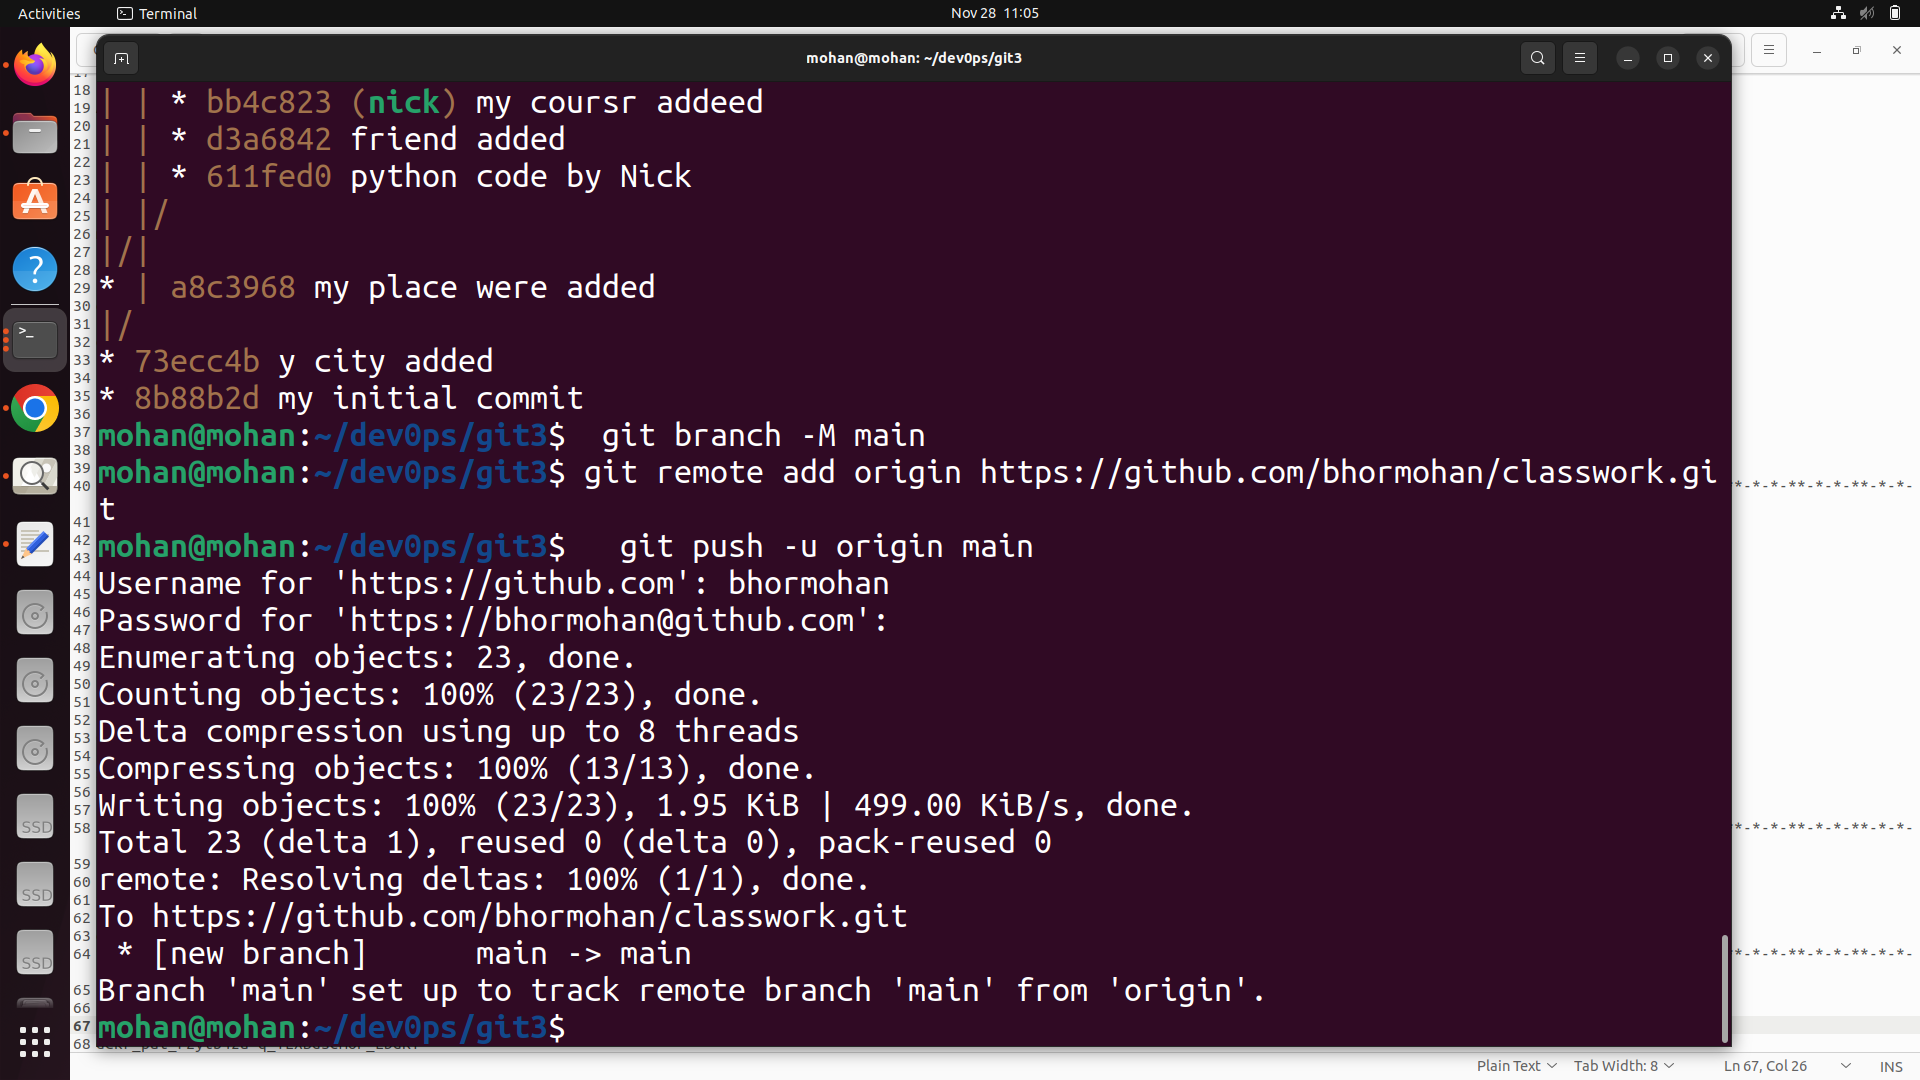 Activities
Terminal
Nov 28 11:05
mohan@mohan: ~/dev0ps/git3
| | * bb4c823 (nick) my coursr addeed
| | * d3a6842 friend added
| | * 611fed0 python code by Nick
| |/
|/|
* | a8c3968 my place were added
|/
* 73ecc4b y city added
* 8b88b2d my initial commit
mohan@mohan:~/dev0ps/git3$  git branch -M main
mohan@mohan:~/dev0ps/git3$ git remote add origin https://github.com/bhormohan/classwork.gi
t
mohan@mohan:~/dev0ps/git3$   git push -u origin main
Username for 'https://github.com': bhormohan
Password for 'https://bhormohan@github.com':
Enumerating objects: 23, done.
Counting objects: 100% (23/23), done.
Delta compression using up to 8 threads
Compressing objects: 100% (13/13), done.
Writing objects: 100% (23/23), 1.95 KiB | 499.00 KiB/s, done.
Total 23 (delta 1), reused 0 (delta 0), pack-reused 0
remote: Resolving deltas: 100% (1/1), done.
To https://github.com/bhormohan/classwork.git
 * [new branch]      main -> main
Branch 'main' set up to track remote branch 'main' from 'origin'.
mohan@mohan:~/dev0ps/git3$
18
19
20
21
22
23
24
25
26
27
28
29
30
31
32
33
34
35
36
37
38
39
40
41
42
43
44
45
46
47
48
49
50
51
52
53
54
55
56
57
58
59
60
61
62
63
64
65
66
67
68
*-*-*-**-*-*-**-*-*-
*-*-*-**-*-*-**-*-*-
*-*-*-**-*-*-**-*-*-
SSD
SSD
SSD
Plain Text
Tab Width: 8
Ln 67, Col 26
INS